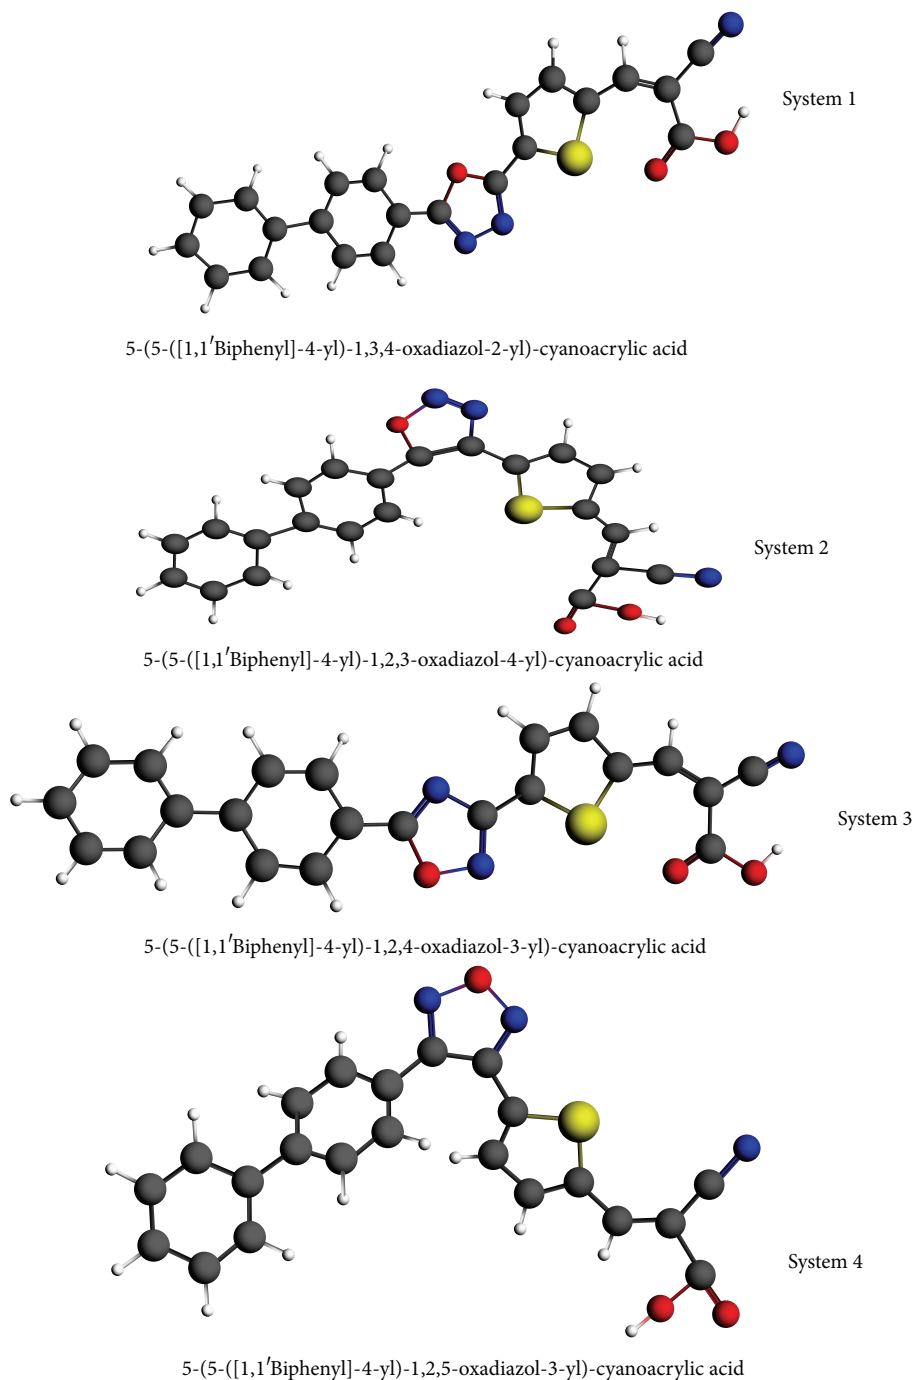 System 1
5-(5-([1,1′Biphenyl]-4-yl)-1,3,4-oxadiazol-2-yl)-cyanoacrylic acid
System 2
5-(5-([1,1′Biphenyl]-4-yl)-1,2,3-oxadiazol-4-yl)-cyanoacrylic acid
System 3
5-(5-([1,1′Biphenyl]-4-yl)-1,2,4-oxadiazol-3-yl)-cyanoacrylic acid
System 4
5-(5-([1,1′Biphenyl]-4-yl)-1,2,5-oxadiazol-3-yl)-cyanoacrylic acid